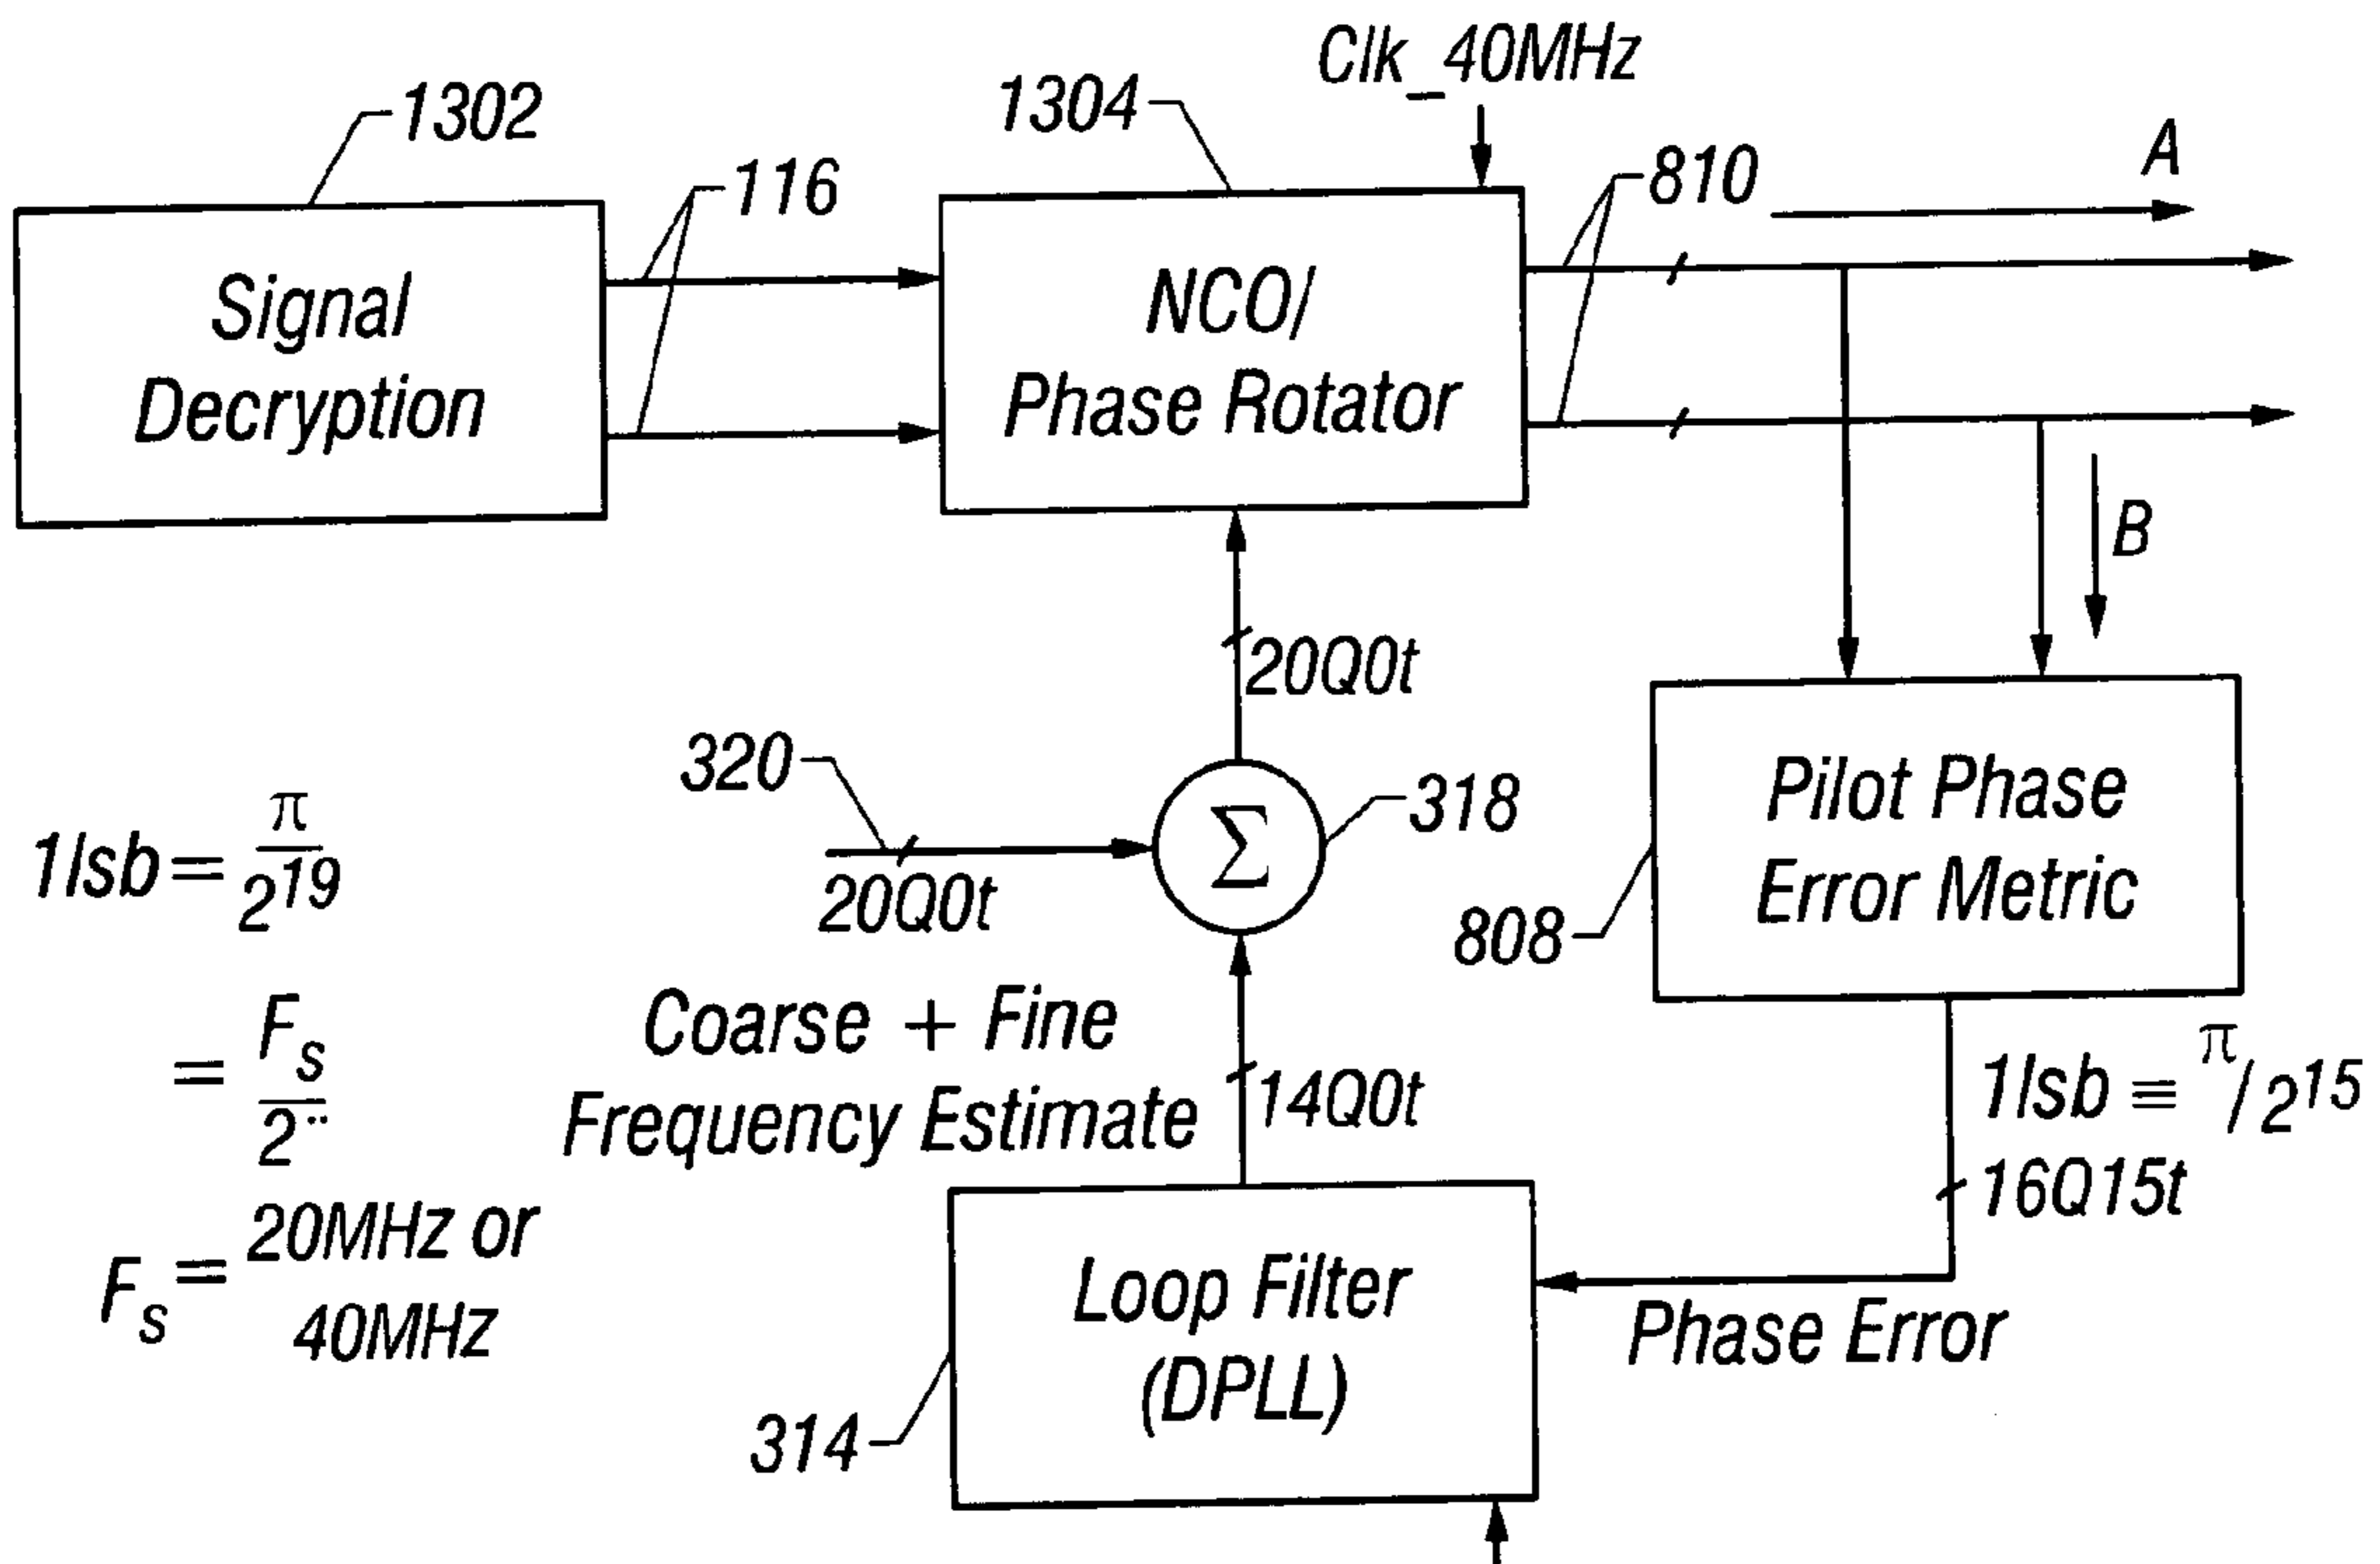 Clk_40MHz
1302
1304
116
810
A
Signal
Decryption
NCO/
Phase Rotator
B
20Q0t
320
318
20Q0t
Pilot Phase
Error Metric
808
1lsb = π/2^19
≡ F_s/2^
F_s ≡ 20MHz or
40MHz
Coarse + Fine
Frequency Estimate
14Q0t
1lsb ≡ π/2^15
16Q15t
Loop Filter
(DPLL)
314
Phase Error